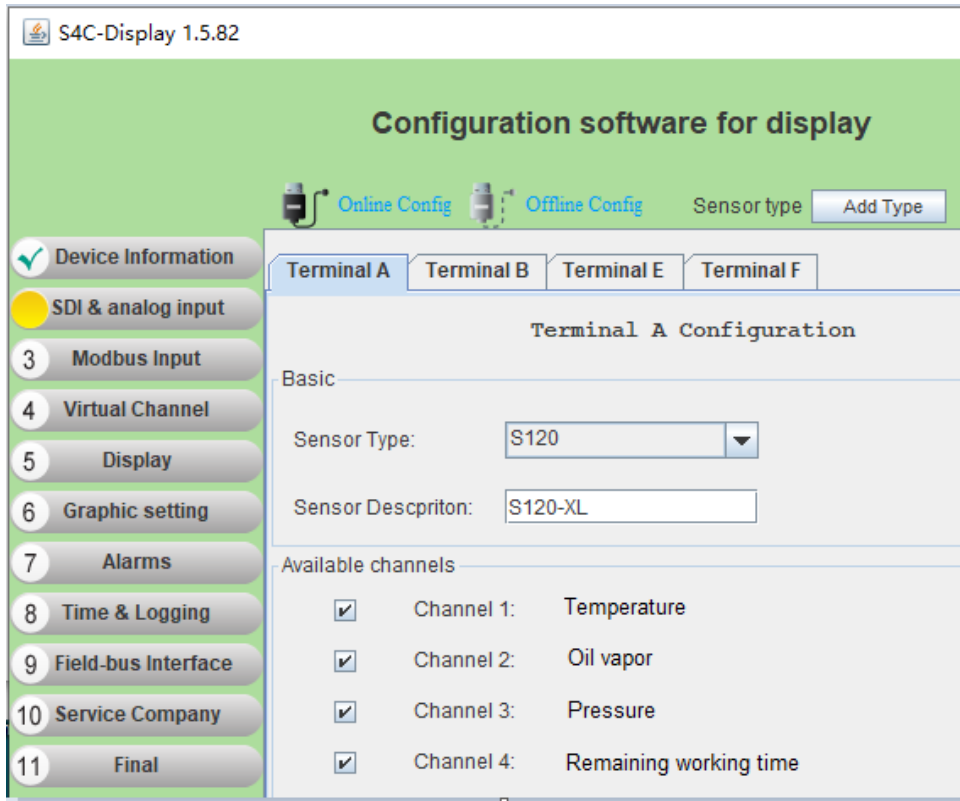 S4C-Display 1.5.82
Configuration software for display
Online Config Offline Config Sensor type Add Type
Device Information
SDI & analog input
3 Modbus Input
4 Virtual Channel
5 Display
6 Graphic setting
7 Alarms
8 Time & Logging
9 Field-bus Interface
10 Service Company
11 Final
Terminal A Terminal B Terminal E Terminal F
Terminal A Configuration
Basic
Sensor Type: S120
Sensor Descpriton: S120-XL
Available channels
Channel 1: Temperature
Channel 2: Oil vapor
Channel 3: Pressure
Channel 4: Remaining working time